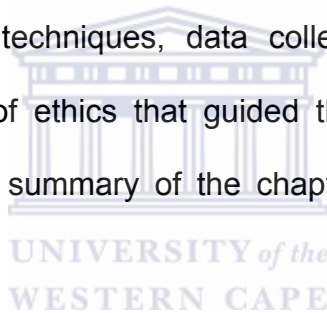 techniques, data colle
of ethics that guided th
summary of the chapt
UNIVERSITY of the
WESTERN CAPE